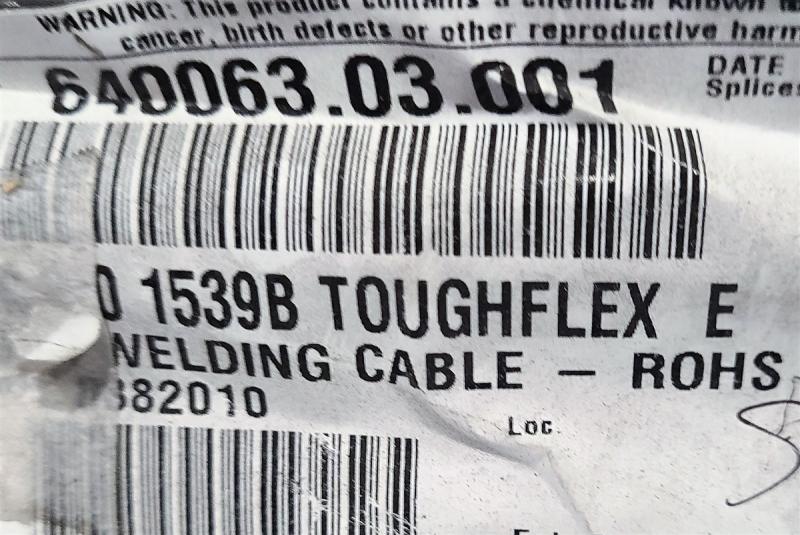 WARNING: This product contains a chemical known to
cancer, birth defects or other reproductive harm
640063.03.001
DATE
Splices
0 1539B TOUGHFLEX E
WELDING CABLE - ROHS
382010
Loc.